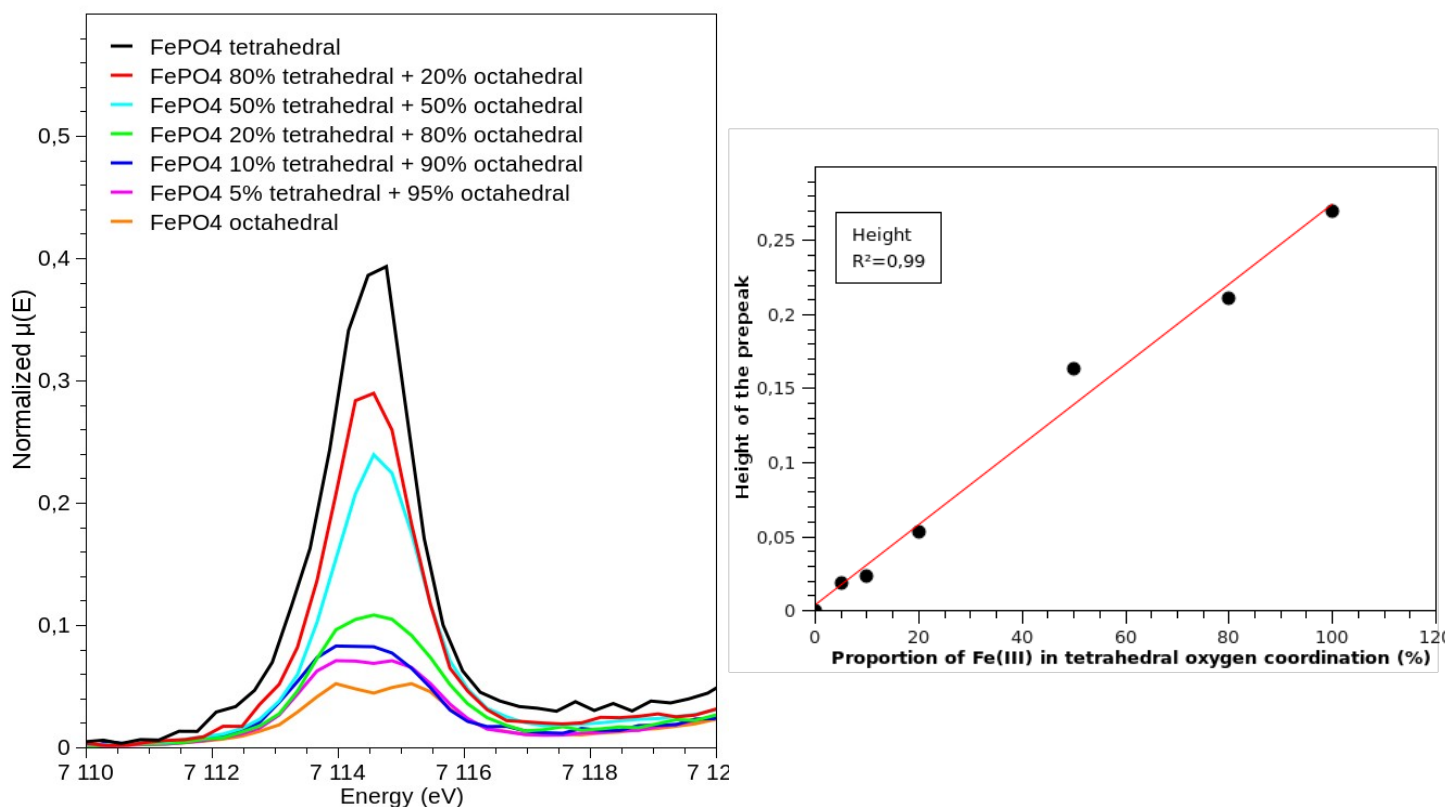 FePO4 tetrahedral
FePO4 80% tetrahedral + 20% octahedral
FePO4 50% tetrahedral + 50% octahedral
FePO4 20% tetrahedral + 80% octahedral
FePO4 10% tetrahedral + 90% octahedral
FePO4 5% tetrahedral + 95% octahedral
FePO4 octahedral
Normalized µ(E)
0,5
0,4
0,3
0,2
0,1
0
7 110
7 112
7 114
7 116
7 118
7 12
Energy (eV)
Height
R²=0,99
Height of the prepeak
0,25
0,2
0,15
0,1
0,05
0
0
20
40
60
80
100
120
Proportion of Fe(III) in tetrahedral oxygen coordination (%)